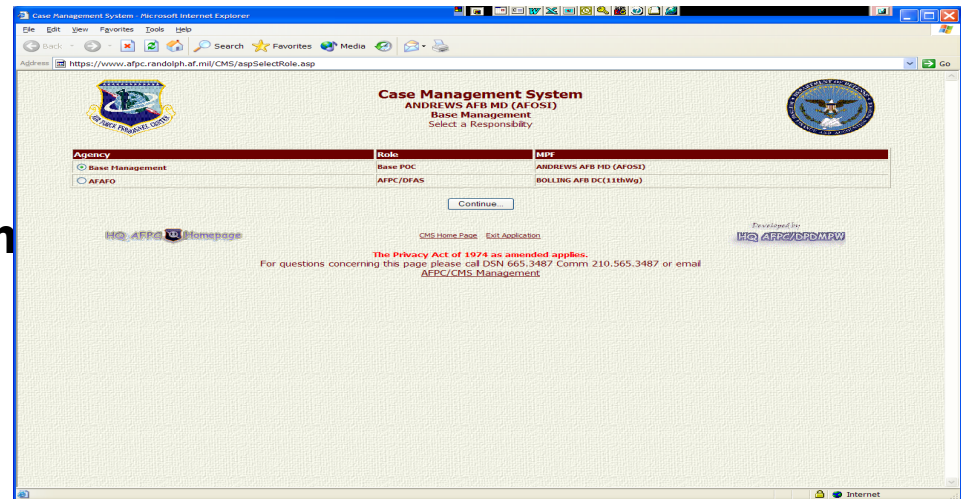 Case Management System - Microsoft Internet Explorer
File Edit View Favorites Tools Help
Back Search Favorites Media
Address https://www.afpc.randolph.af.mil/CMS/aspSelectRole.asp Go
Case Management System
ANDREWS AFB MD (AFOSI)
Base Management
Select a Responsibility
AIR FORCE PERSONNEL CENTER
Agency Role MPF
Base Management Base POC ANDREWS AFB MD (AFOSI)
AFAFO AFPC/DFAS BOLLING AFB DC(11thWg)
Continue...
HQ AFPC Homepage
CMS Home Page Exit Application
Developed by
HQ AFPC/DPDMPW
The Privacy Act of 1974 as amended applies.
For questions concerning this page please call DSN 665.3487 Comm 210.565.3487 or email
AFPC/CMS Management
Internet